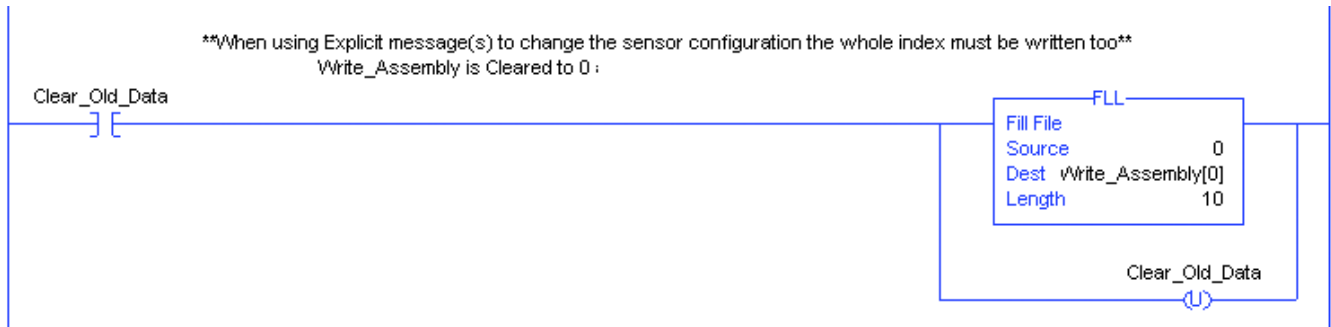 **When using Explicit message(s) to change the sensor configuration the whole index must be written too**
Write_Assembly is Cleared to 0 :
Clear_Old_Data
FLL
Fill File
Source 0
Dest Write_Assembly[0]
Length 10
Clear_Old_Data
U